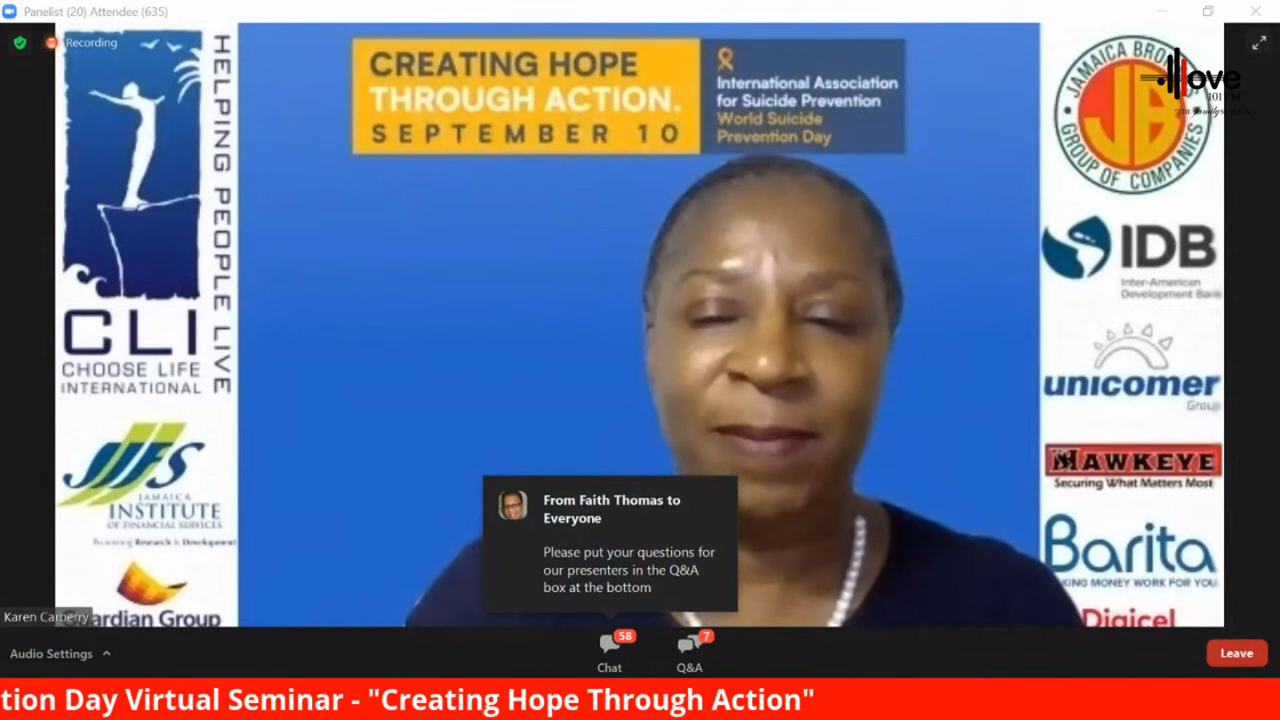 Panelist (20) Attendee (635)
Recording
HELPING PEOPLE LIVE
CLI
CHOOSE LIFE
INTERNATIONAL
JIFS
JAMAICA
INSTITUTE
OF FINANCIAL SERVICES
Promoting Research & Development
Guardian Group
Karen Carberry
CREATING HOPE
THROUGH ACTION.
SEPTEMBER 10
International Association
for Suicide Prevention
World Suicide
Prevention Day
JAMAICA BRO
JB
GROUP OF COMPANIES
love
101 FM
IDB
Inter-American
Development Bank
unicomer
Group
HAWKEYE
Securing What Matters Most
Barita
KING MONEY WORK FOR YOU
Digicel
From Faith Thomas to
Everyone
Please put your questions for
our presenters in the Q&A
box at the bottom
Audio Settings
58
Chat
7
Q&A
Leave
tion Day Virtual Seminar - "Creating Hope Through Action"